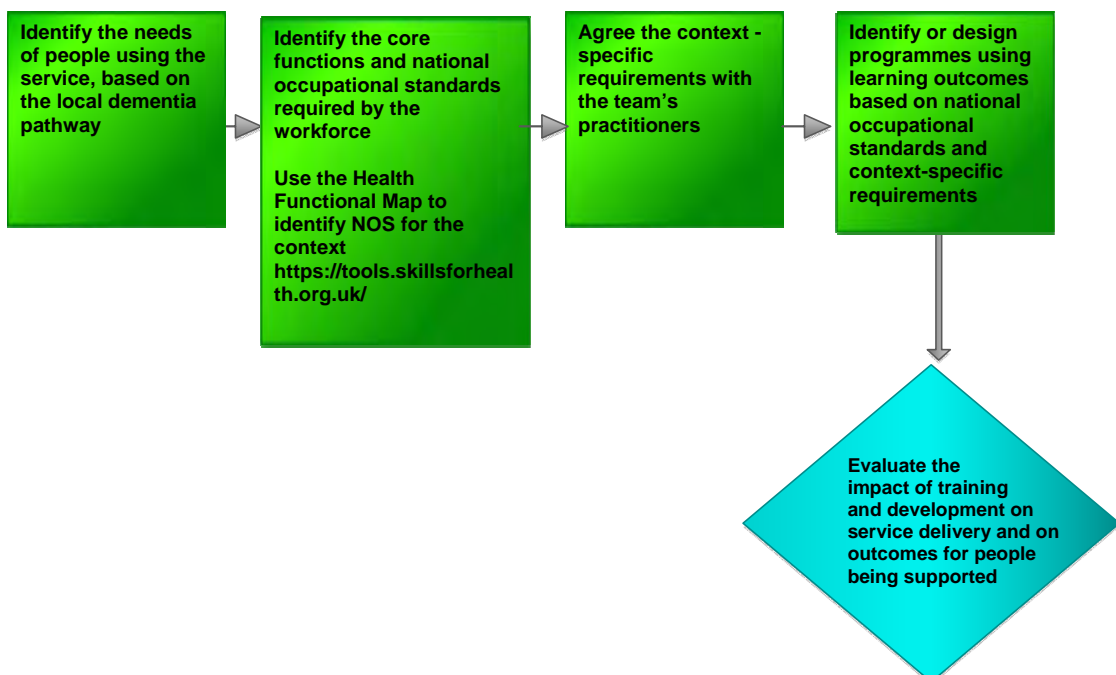 Identify the needs
of people using the
service, based on
the local dementia
pathway
Identify the core
functions and national
occupational standards
required by the
workforce
Use the Health
Functional Map to
identify NOS for the
context
https://tools.skillsforheal
th.org.uk/
Agree the context -
specific
requirements with
the team’s
practitioners
Identify or design
programmes using
learning outcomes
based on national
occupational
standards and
context-specific
requirements
Evaluate the
impact of training
and development on
service delivery and on
outcomes for people
being supported